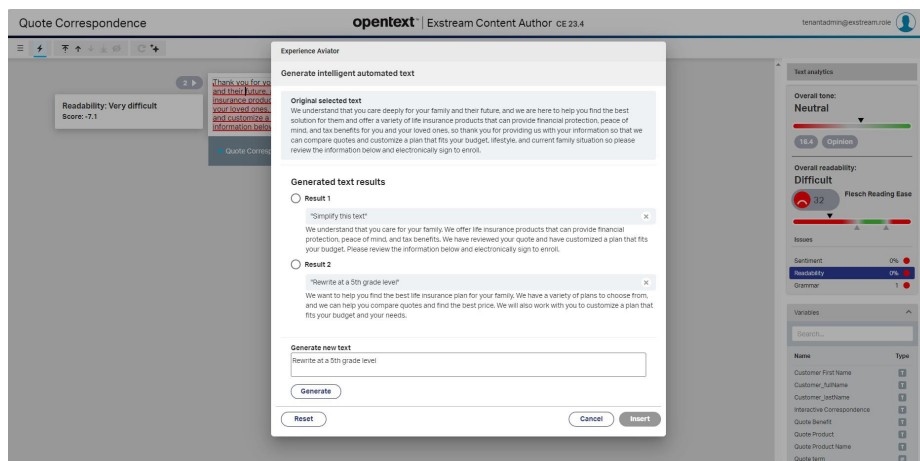 Quote Correspondence
opentext™ | Exstream Content Author CE 23.4
tenantadmin@exstream.role
Experience Aviator
Generate intelligent automated text
Original selected text
We understand that you care deeply for your family and their future, and we are here to help you find the best
solution for them and offer a variety of life insurance products that can provide financial protection, peace of
mind, and tax benefits for you and your loved ones, so thank you for providing us with your information so that we
can compare quotes and customize a plan that fits your budget, lifestyle, and current family situation so please
review the information below and electronically sign to enroll.
Generated text results
Result 1
"Simplify this text"
We understand that you care for your family. We offer life insurance products that can provide financial
protection, peace of mind, and tax benefits. We have reviewed your quote and have customized a plan that fits
your budget. Please review the information below and electronically sign to enroll.
Result 2
"Rewrite at a 5th grade level"
We want to help you find the best life insurance plan for your family. We have a variety of plans to choose from,
and we can help you compare quotes and find the best price. We will also work with you to customize a plan that
fits your budget and your needs.
Generate new text
Rewrite at a 5th grade level
Generate
Reset
Cancel
Insert
2
Readability: Very difficult
Score: -7.1
Thank you for yo
and their future,
insurance produc
your loved ones,
and customize a
information below
Quote Corresp
Text analytics
Overall tone:
Neutral
18.4
Opinion
Overall readability:
Difficult
32
Flesch Reading Ease
Issues
Sentiment 0%
Readability 0%
Grammar 1
Variables
Search...
Name Type
Customer First Name T
Customer_fullName T
Customer_lastName T
Interactive Correspondence T
Quote Benefit T
Quote Product T
Quote Product Name T
Quote term